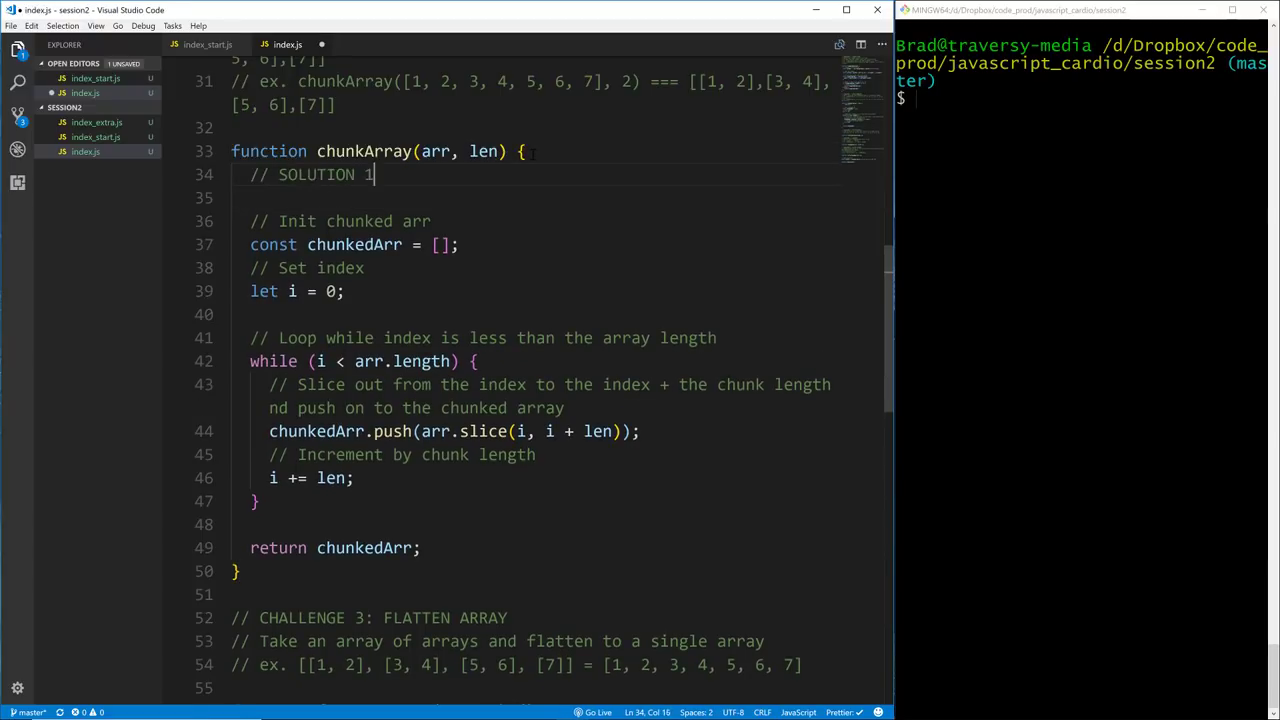 index.js - session2 - Visual Studio Code
File Edit Selection View Go Debug Tasks Help
EXPLORER
OPEN EDITORS 1 UNSAVED
index_start.js U
index.js U
SESSION2
index_extra.js U
index_start.js U
index.js U
index_start.js index.js
5, 6],[7]]
31 ex. chunkArray([1, 2, 3, 4, 5, 6, 7], 2) === [[1, 2],[3, 4],
[5, 6],[7]]
32
33 function chunkArray(arr, len) {
34 // SOLUTION 1
35
36 // Init chunked arr
37 const chunkedArr = [];
38 // Set index
39 let i = 0;
40
41 // Loop while index is less than the array length
42 while (i < arr.length) {
43 // Slice out from the index to the index + the chunk length
nd push on to the chunked array
44 chunkedArr.push(arr.slice(i, i + len));
45 // Increment by chunk length
46 i += len;
47 }
48
49 return chunkedArr;
50 }
51
52 // CHALLENGE 3: FLATTEN ARRAY
53 // Take an array of arrays and flatten to a single array
54 // ex. [[1, 2], [3, 4], [5, 6], [7]] = [1, 2, 3, 4, 5, 6, 7]
55
master* 0 0 Go Live Ln 34, Col 16 Spaces: 2 UTF-8 CRLF JavaScript Prettier: ✓
MINGW64:/d/Dropbox/code_prod/javascript_cardio/session2
Brad@traversy-media /d/Dropbox/code_
prod/javascript_cardio/session2 (mas
ter)
$